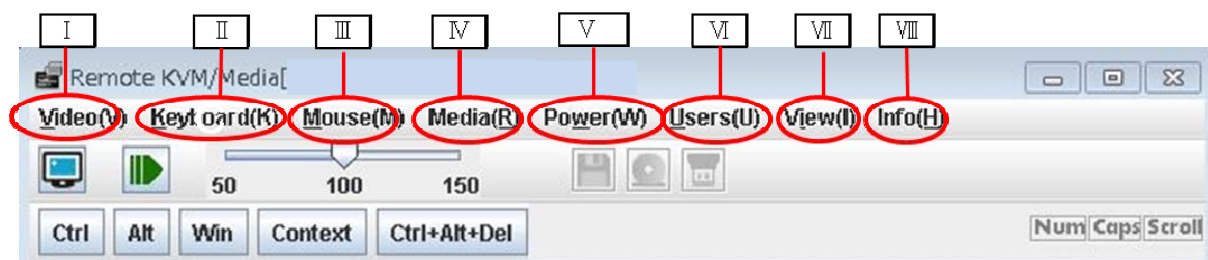 Ⅰ Ⅱ Ⅲ Ⅳ Ⅴ Ⅵ Ⅶ Ⅷ
Remote KVM/Media[
Video(V) Keyboard(K) Mouse(M) Media(R) Power(W) Users(U) View(I) Info(H)
50 100 150
Ctrl Alt Win Context Ctrl+Alt+Del Num Caps Scroll